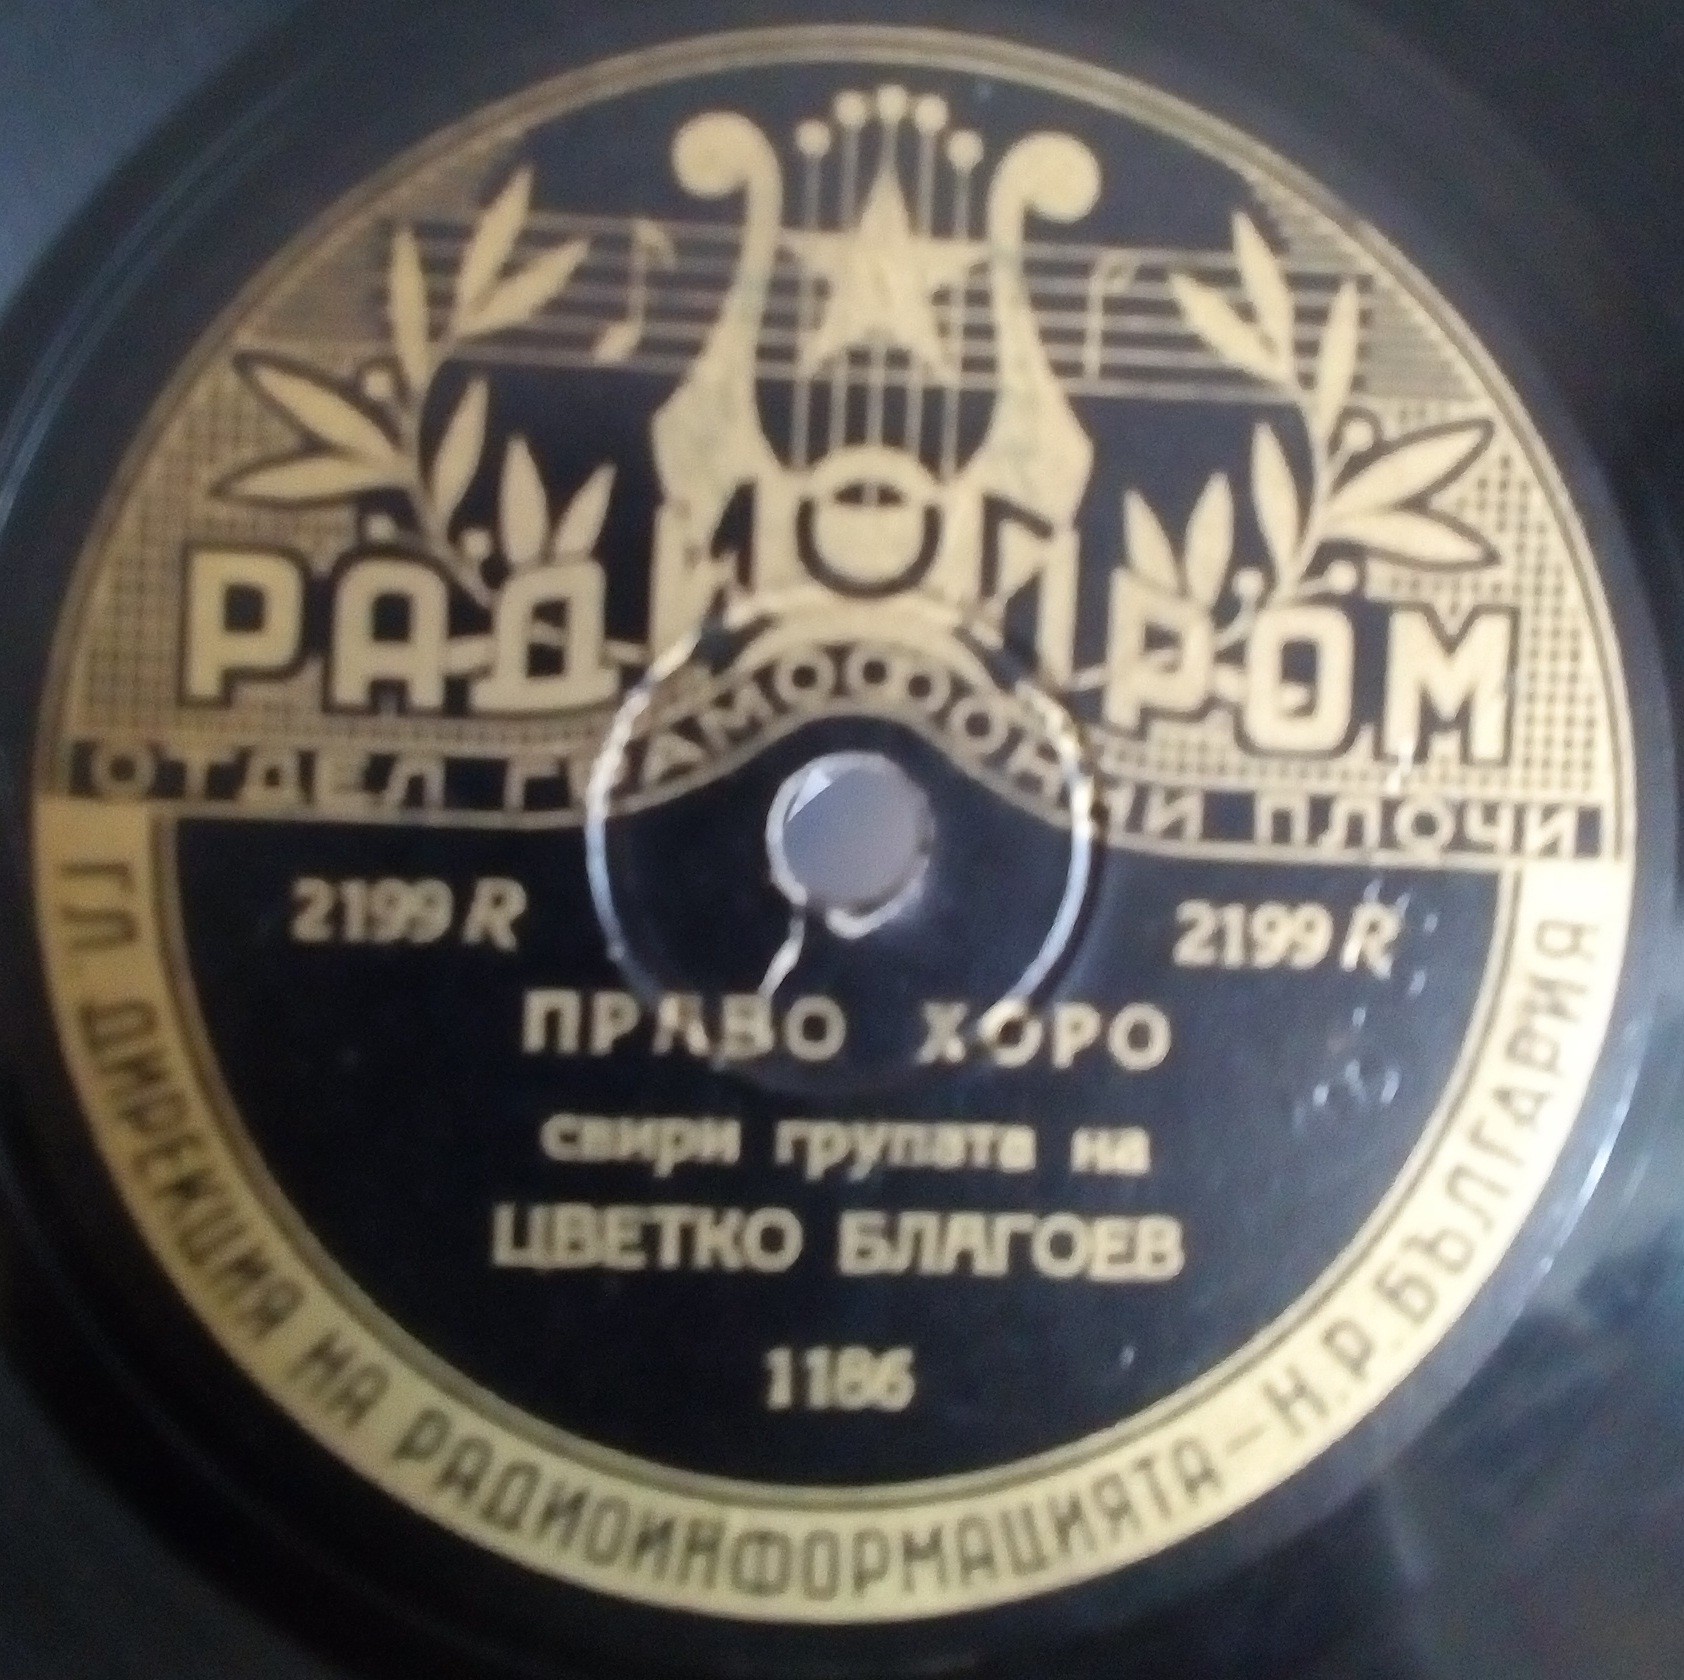 РАДИОПРОМ
ОТДЕЛ ГРАМОФОННИ ПЛОЧИ
2199 R 2199 R
ПРАВО ХОРО
свири групата на
ЦВЕТКО БЛАГОЕВ
1186
ГЛ. ДИРЕКЦИЯ НА РАДИОИНФОРМАЦИЯТА – Н. Р. БЪЛГАРИЯ